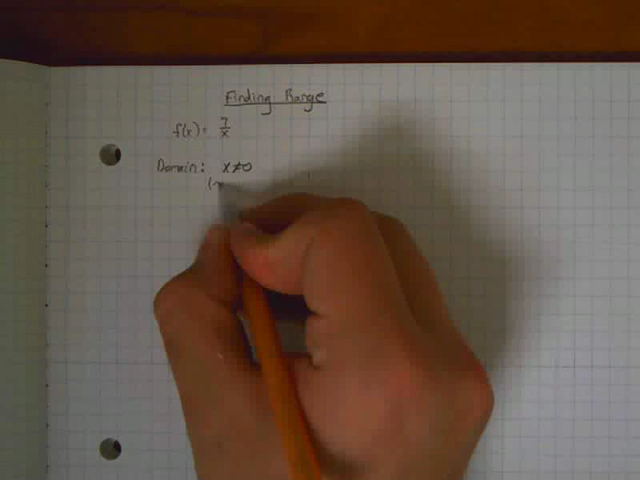 Finding Range
f(x) = 7/x
Domain: x≠0
(